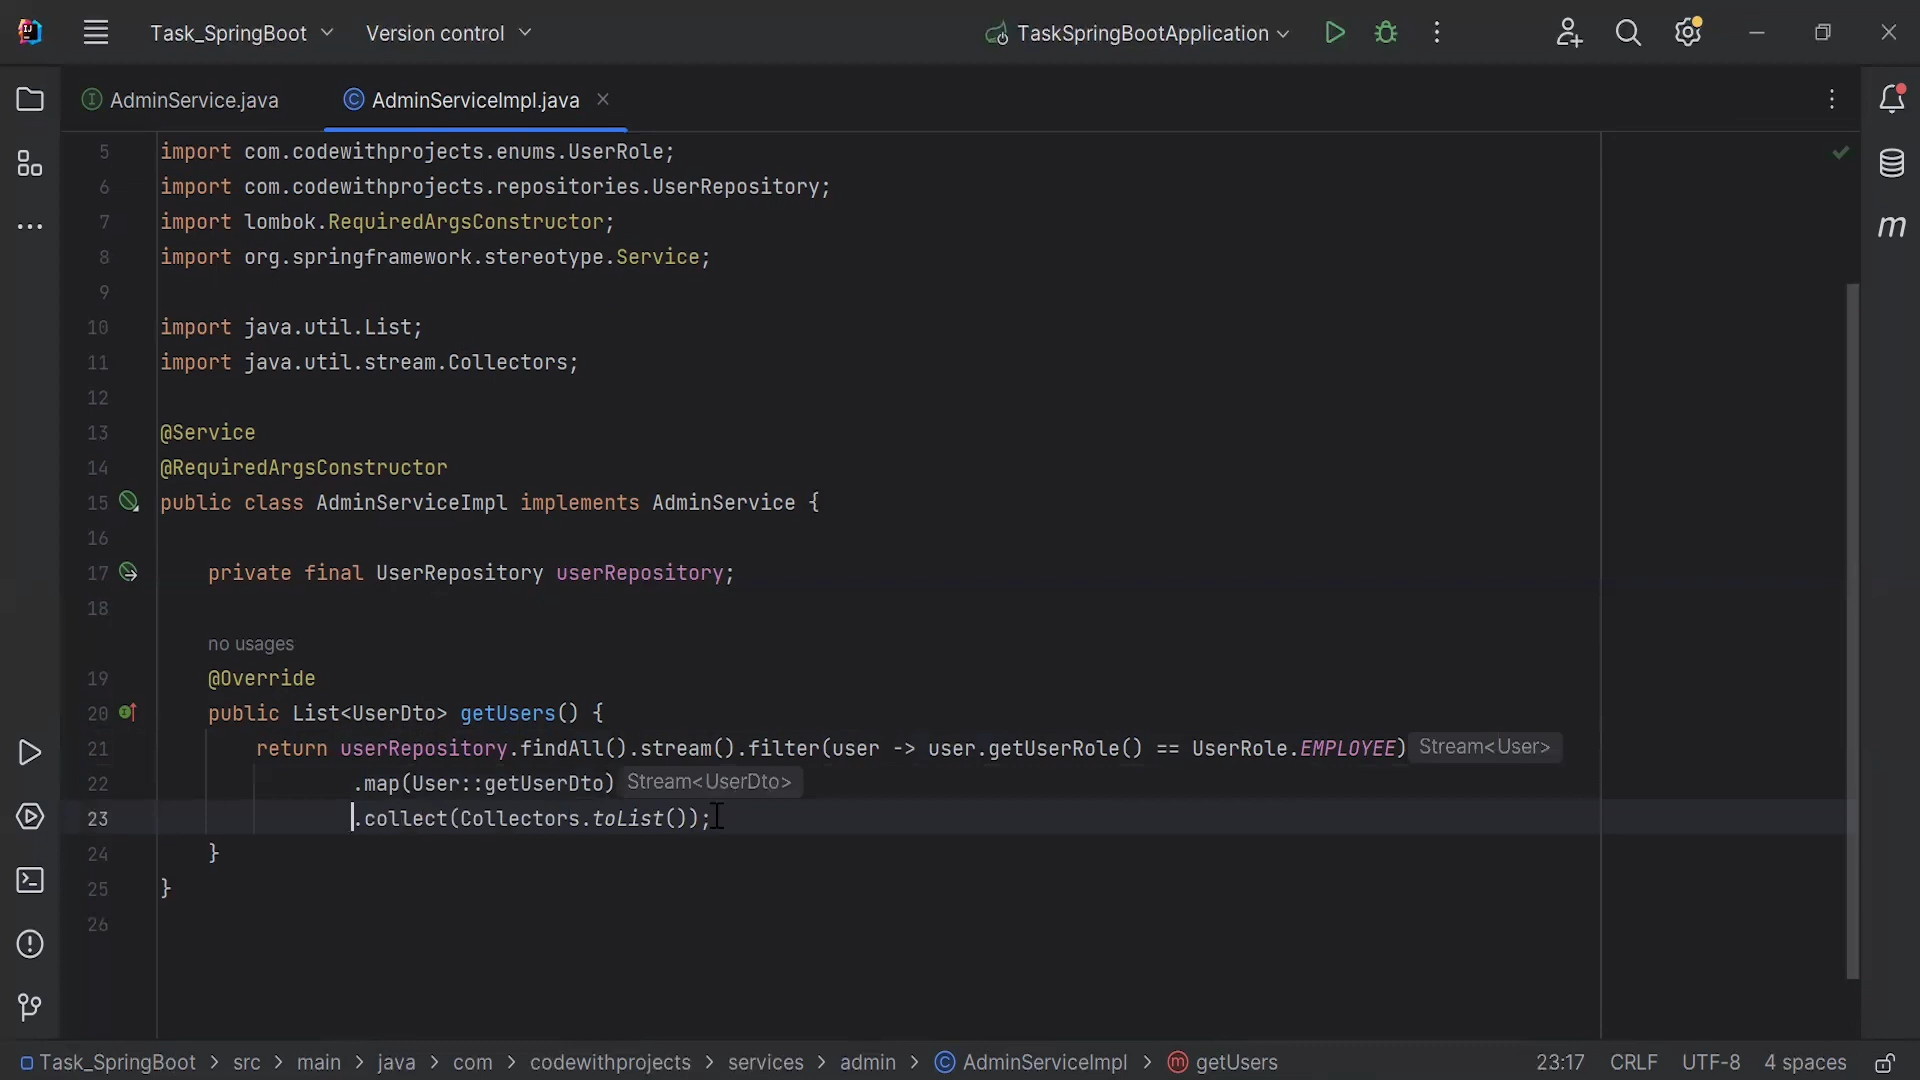 Task_SpringBoot Version control TaskSpringBootApplication
AdminService.java AdminServiceImpl.java
5 import com.codewithprojects.enums.UserRole;
6 import com.codewithprojects.repositories.UserRepository;
7 import lombok.RequiredArgsConstructor;
8 import org.springframework.stereotype.Service;
9
10 import java.util.List;
11 import java.util.stream.Collectors;
12
13 @Service
14 @RequiredArgsConstructor
15 public class AdminServiceImpl implements AdminService {
16
17 private final UserRepository userRepository;
18
no usages
19 @Override
20 public List<UserDto> getUsers() {
21 return userRepository.findAll().stream().filter(user -> user.getUserRole() == UserRole.EMPLOYEE) Stream<User>
22 .map(User::getUserDto) Stream<UserDto>
23 .collect(Collectors.toList());
24 }
25 }
26
Task_SpringBoot > src > main > java > com > codewithprojects > services > admin > AdminServiceImpl > getUsers 23:17 CRLF UTF-8 4 spaces